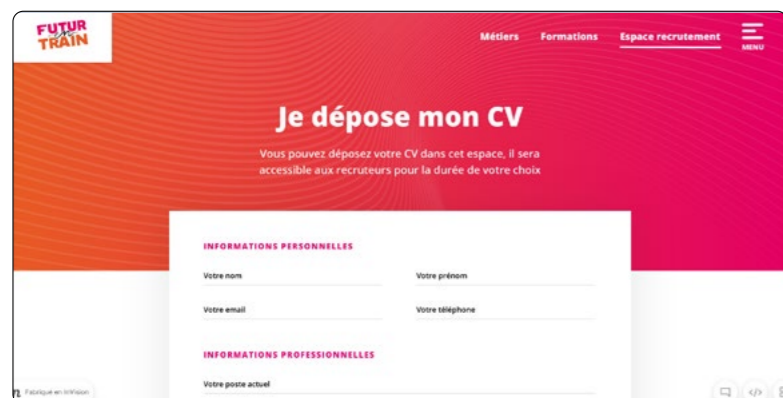 FUTUR
en
TRAIN
Métiers Formations Espace recrutement
MENU
Je dépose mon CV
Vous pouvez déposez votre CV dans cet espace, il sera
accessible aux recruteurs pour la durée de votre choix
INFORMATIONS PERSONNELLES
Votre nom Votre prénom
Votre email Votre téléphone
INFORMATIONS PROFESSIONNELLES
Votre poste actuel
Fabriqué en InVision